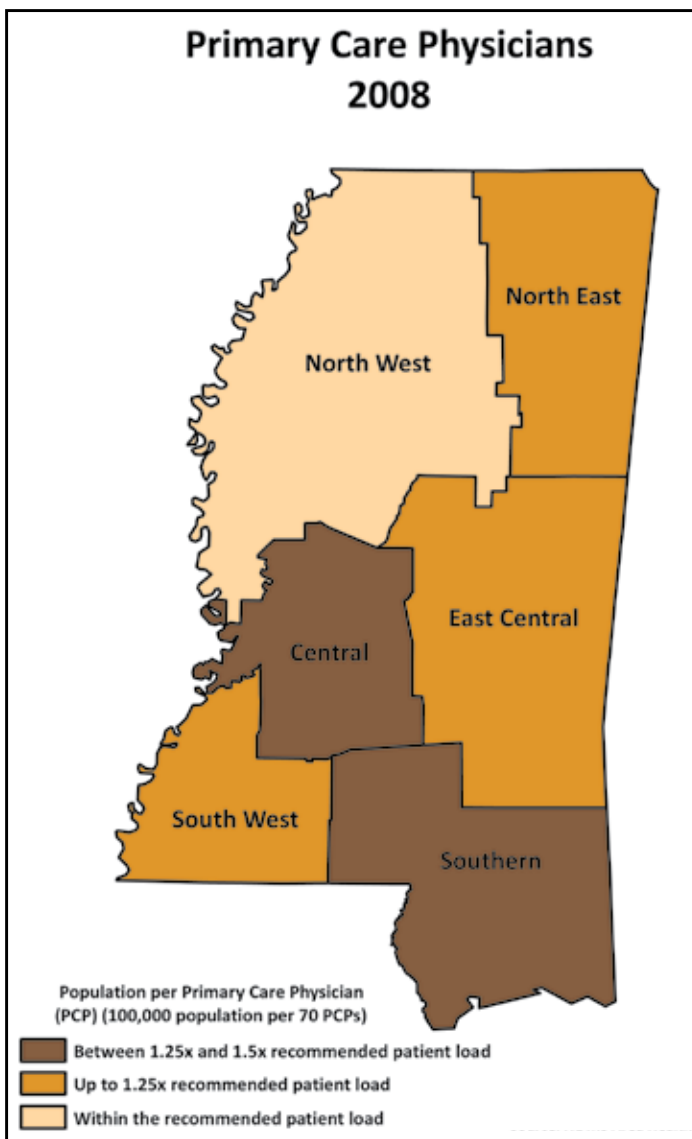 Primary Care Physicians
2008
North East
North West
East Central
Central
South West
Southern
Population per Primary Care Physician
(PCP) (100,000 population per 70 PCPs)
Between 1.25x and 1.5x recommended patient load
Up to 1.25x recommended patient load
Within the recommended patient load